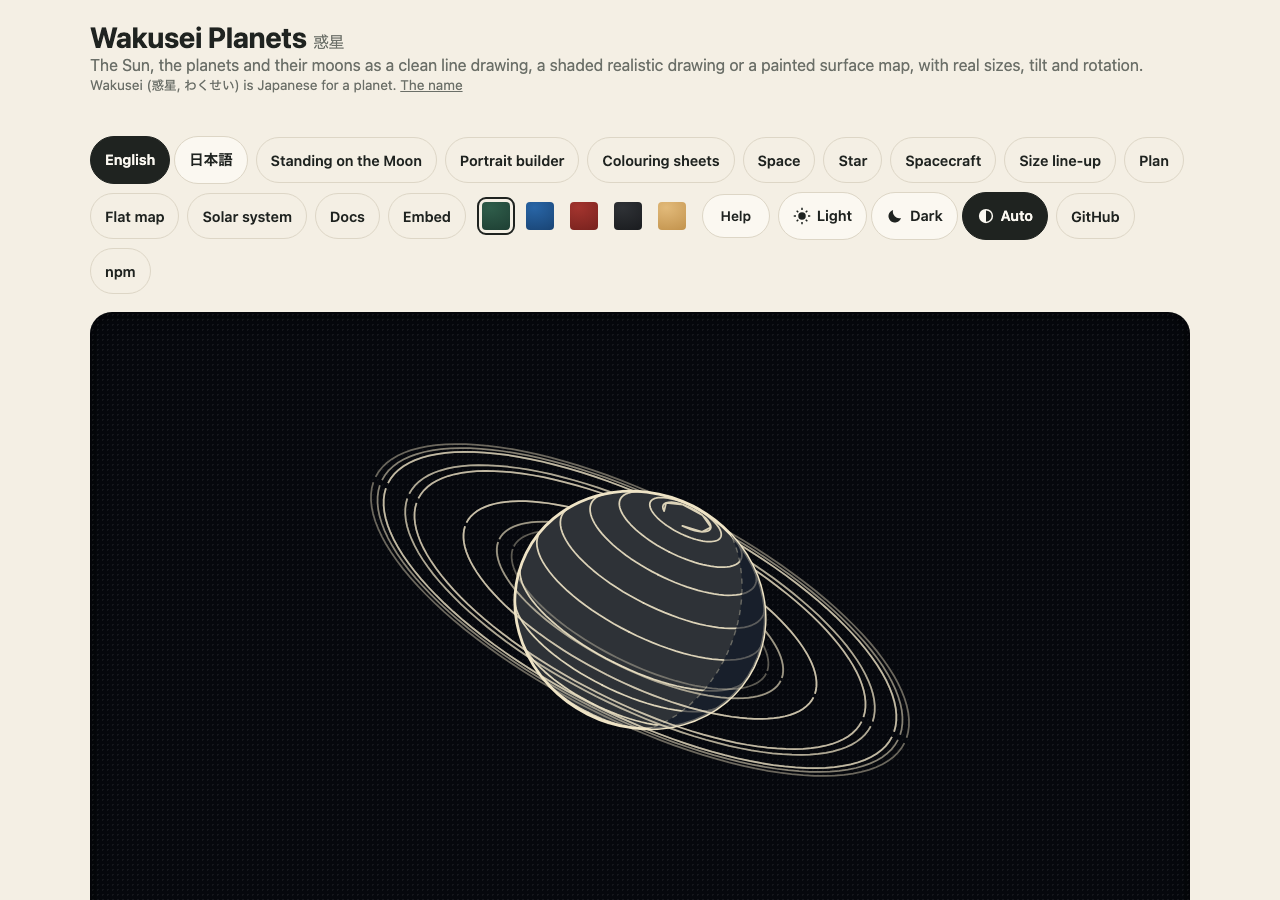 Wakusei Planets 惑星
The Sun, the planets and their moons as a clean line drawing, a shaded realistic drawing or a painted surface map, with real sizes, tilt and rotation.
Wakusei (惑星, わくせい) is Japanese for a planet. The name
English 日本語 Standing on the Moon Portrait builder Colouring sheets Space Star Spacecraft Size line-up Plan
Flat map Solar system Docs Embed Help Light Dark Auto GitHub
npm